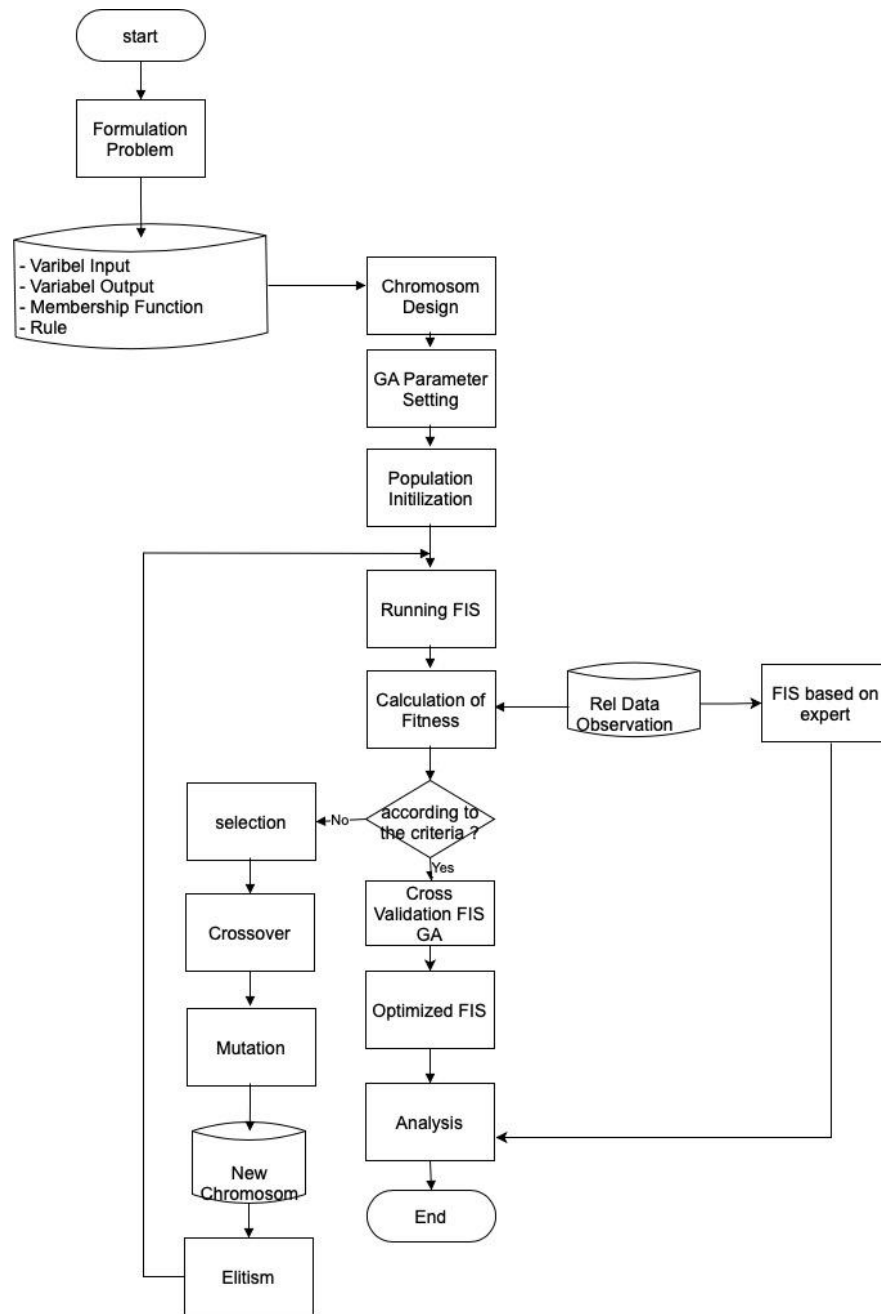 start
Formulation
Problem
- Varibel Input
- Variabel Output
- Membership Function
- Rule
Chromosom
Design
GA Parameter
Setting
Population
Initilization
Running FIS
Calculation of
Fitness
Rel Data
Observation
FIS based on
expert
according to
the criteria ?
No
Yes
selection
Crossover
Mutation
New
Chromosom
Elitism
Cross
Validation FIS
GA
Optimized FIS
Analysis
End